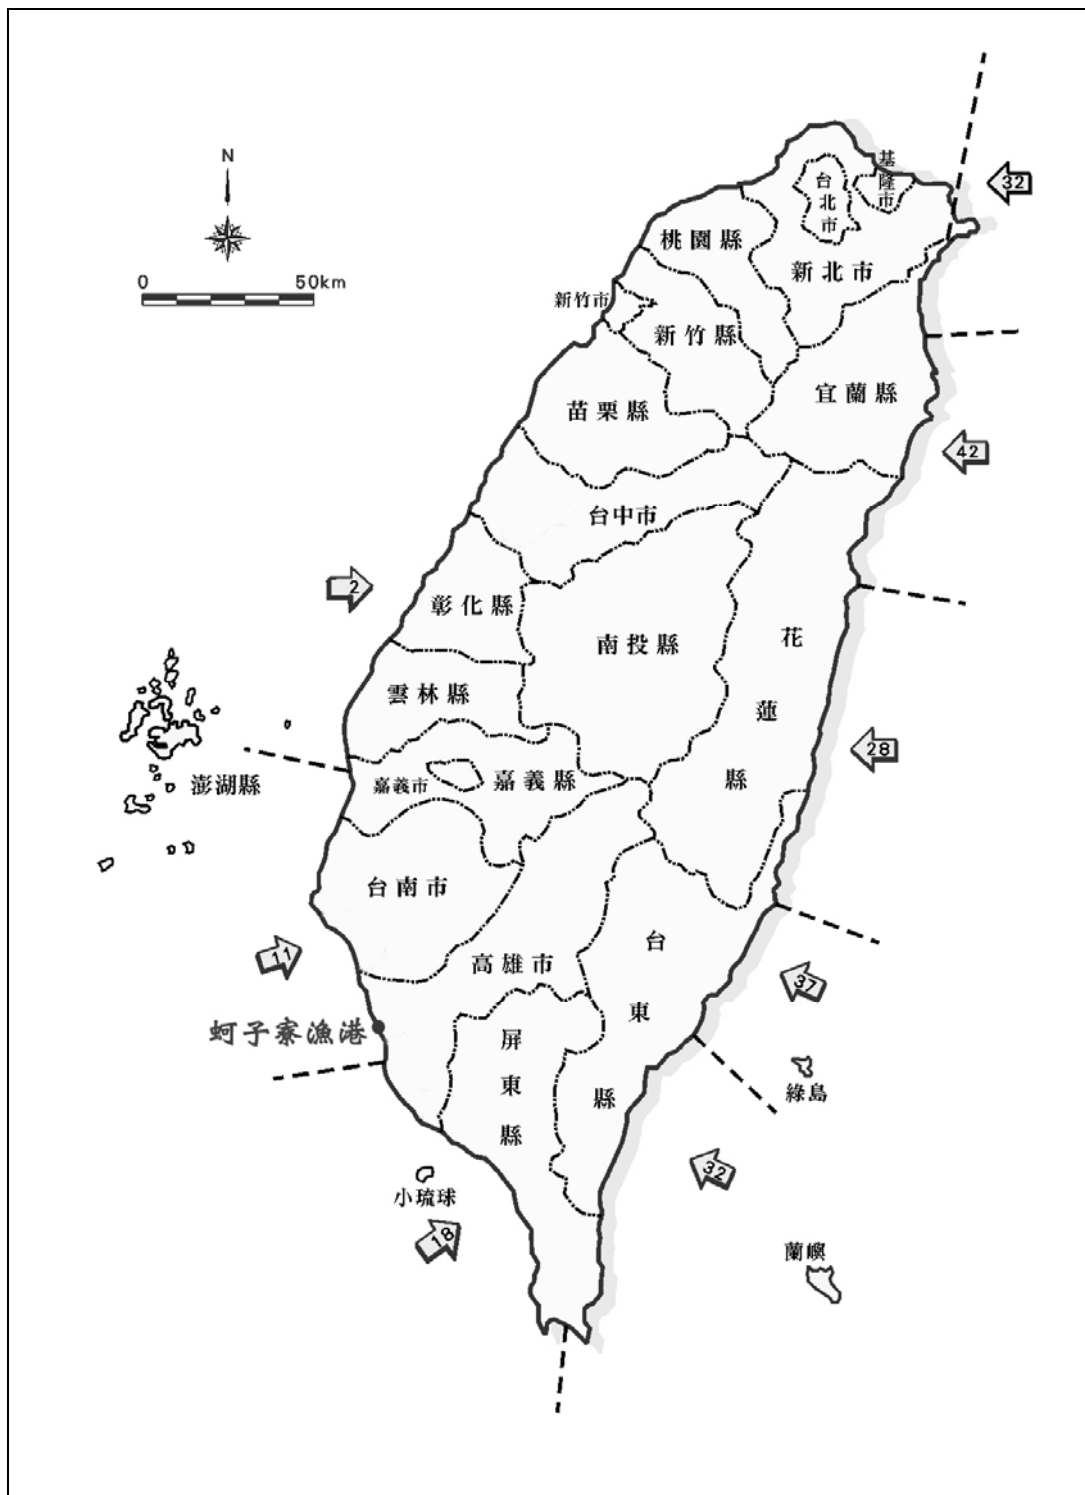 N
0 50km
基隆市
台北市
32
桃園縣
新北市
新竹市
新竹縣
宜蘭縣
苗栗縣
42
台中市
2
彰化縣
南投縣
花蓮縣
雲林縣
28
澎湖縣
嘉義市
嘉義縣
台南市
11
高雄市
台東縣
37
蚵子寮漁港
屏東縣
綠島
32
小琉球
18
蘭嶼